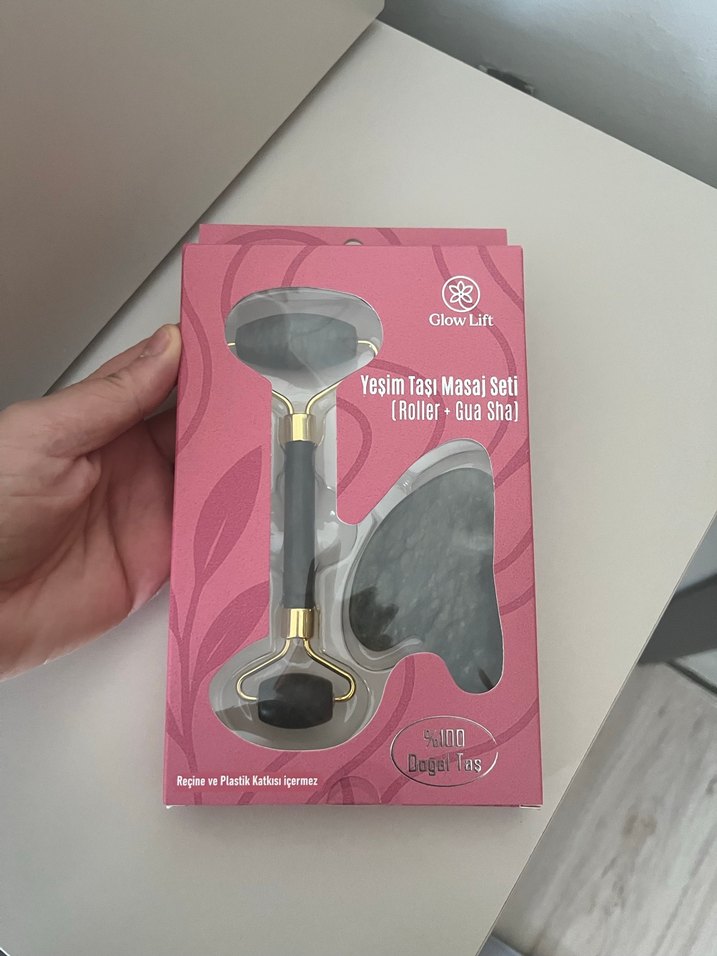 Glow Lift
Yeşim Taşı Masaj Seti
(Roller + Gua Sha)
%100
Doğal Taş
Reçine ve Plastik Katkısı içermez